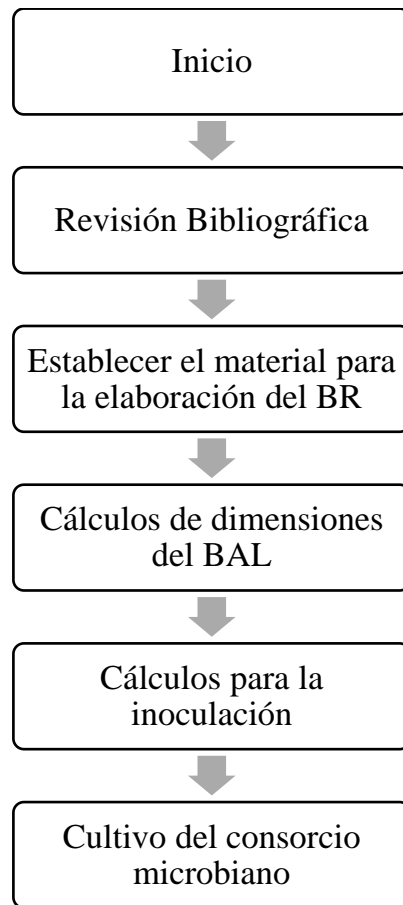 Inicio
Revisión Bibliográfica
Establecer el material para
la elaboración del BR
Cálculos de dimensiones
del BAL
Cálculos para la
inoculación
Cultivo del consorcio
microbiano